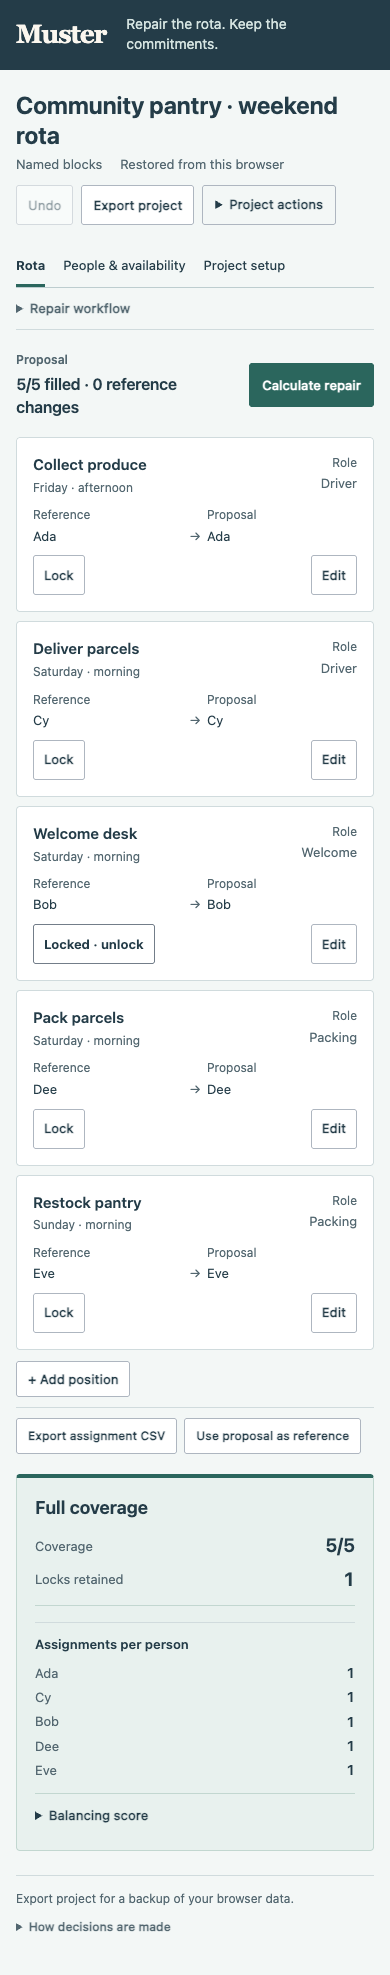 Muster
Repair the rota. Keep the
commitments.
Community pantry · weekend
rota
Named blocks Restored from this browser
Undo Export project ▶ Project actions
Rota People & availability Project setup
▶ Repair workflow
Proposal
5/5 filled · 0 reference
changes
Calculate repair
Collect produce Role
Friday · afternoon Driver
Reference Proposal
Ada → Ada
Lock Edit
Deliver parcels Role
Saturday · morning Driver
Reference Proposal
Cy → Cy
Lock Edit
Welcome desk Role
Saturday · morning Welcome
Reference Proposal
Bob → Bob
Locked · unlock Edit
Pack parcels Role
Saturday · morning Packing
Reference Proposal
Dee → Dee
Lock Edit
Restock pantry Role
Sunday · morning Packing
Reference Proposal
Eve → Eve
Lock Edit
+ Add position
Export assignment CSV Use proposal as reference
Full coverage
Coverage 5/5
Locks retained 1
Assignments per person
Ada 1
Cy 1
Bob 1
Dee 1
Eve 1
▶ Balancing score
Export project for a backup of your browser data.
▶ How decisions are made